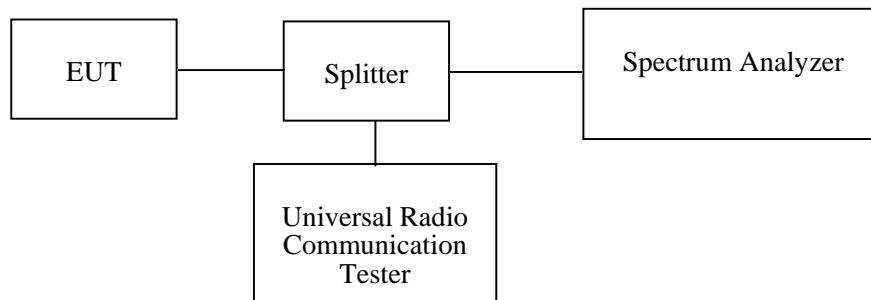 EUT
Splitter
Spectrum Analyzer
Universal Radio
Communication
Tester